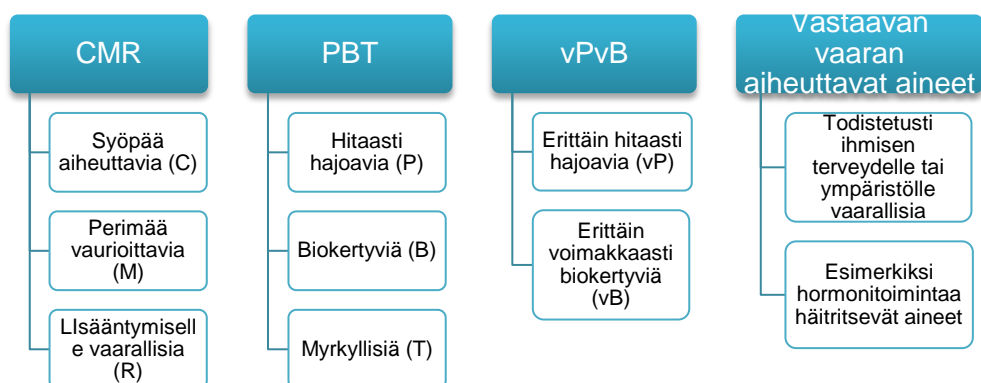 CMR
Syöpää
aiheuttavia (C)
Perimää
vaurioittavia
(M)
LIsääntymisell
e vaarallisia
(R)
PBT
Hitaasti
hajoavia (P)
Biokertyviä (B)
Myrkyllisiä (T)
vPvB
Erittäin hitaasti
hajoavia (vP)
Erittäin
voimakkaasti
biokertyviä
(vB)
Vastaavan
vaaran
aiheuttavat aineet
Todistetusti
ihmisen
terveydelle tai
ympäristölle
vaarallisia
Esimerkiksi
hormonitoimintaa
häitritsevät aineet